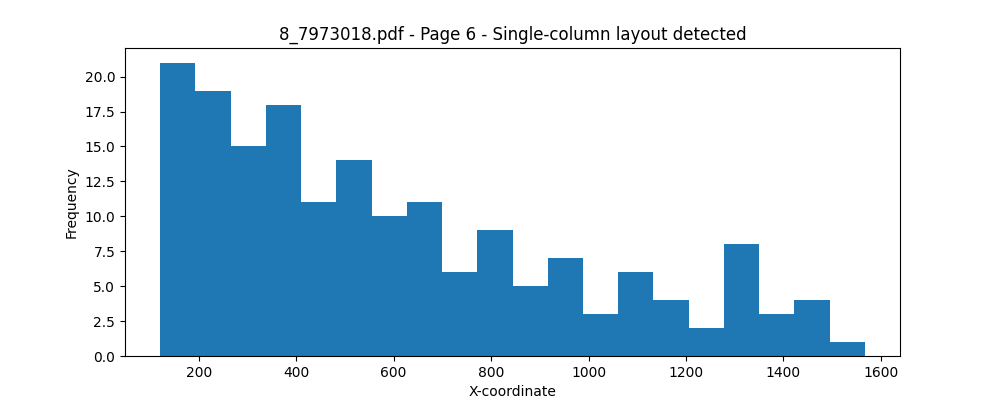 8_7973018.pdf - Page 6 - Single-column layout detected
20.0
17.5
15.0
12.5
10.0
7.5
5.0
2.5
0.0
Frequency
200 400 600 800 1000 1200 1400 1600
X-coordinate